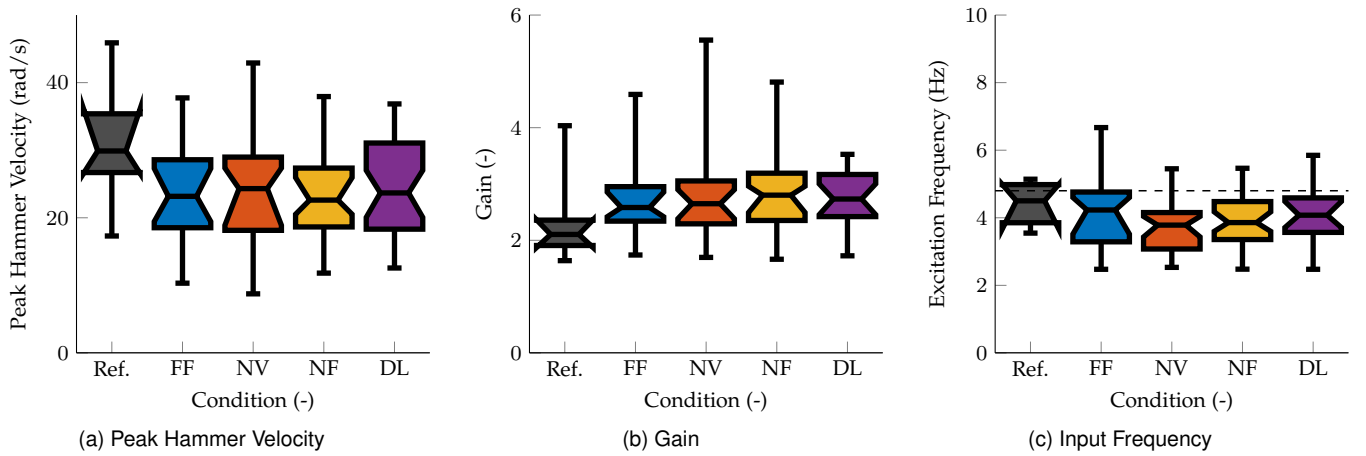 Peak Hammer Velocity (rad/s)
40
20
0
Ref. FF NV NF DL
Condition (-)
(a) Peak Hammer Velocity
Gain (-)
6
4
2
0
Ref. FF NV NF DL
Condition (-)
(b) Gain
Excitation Frequency (Hz)
10
8
6
4
2
0
Ref. FF NV NF DL
Condition (-)
(c) Input Frequency